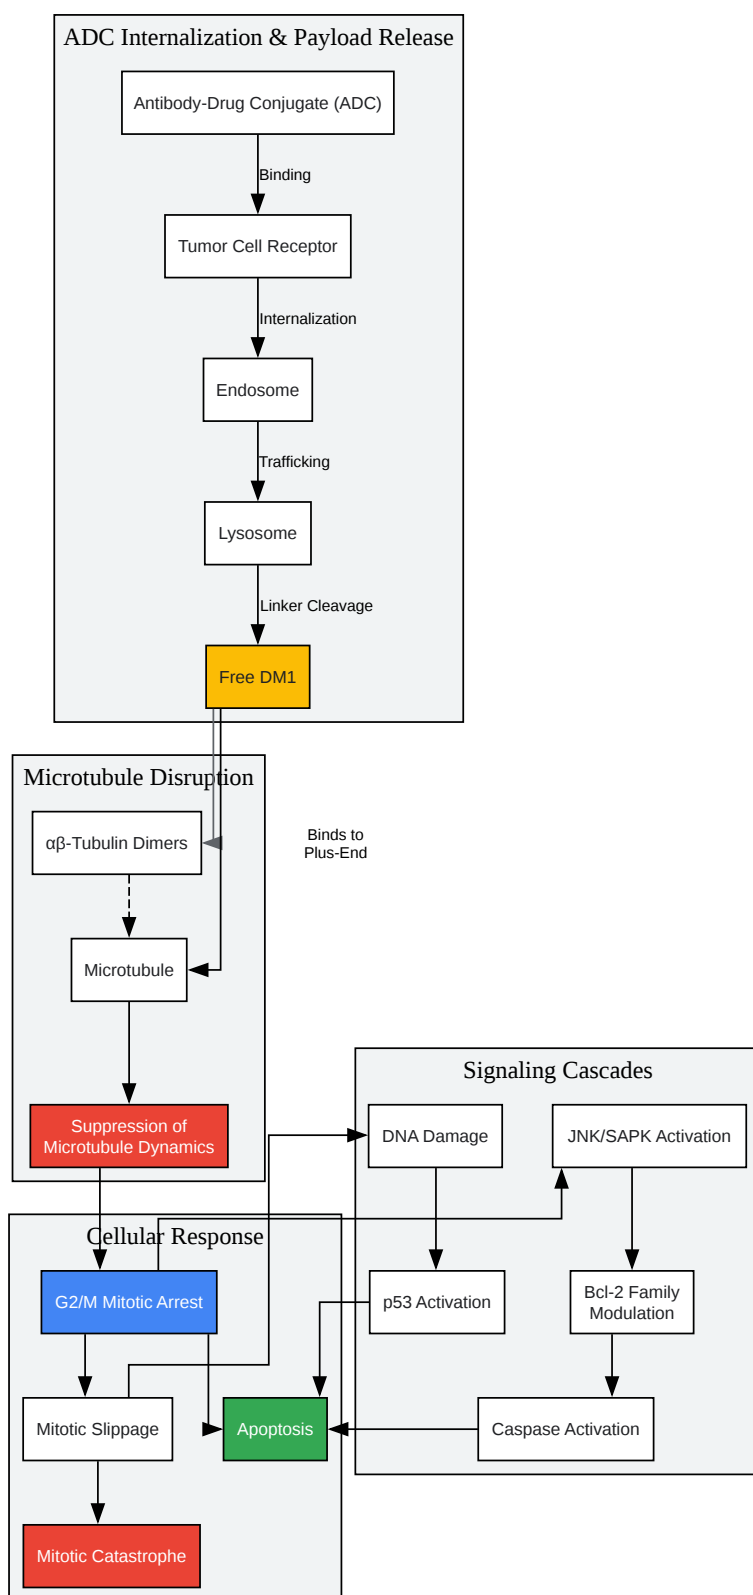 ADC Internalization & Payload Release
Antibody-Drug Conjugate (ADC)
Binding
Tumor Cell Receptor
Internalization
Endosome
Trafficking
Lysosome
Linker Cleavage
Free DM1
Microtubule Disruption
αβ-Tubulin Dimers
Binds to
Plus-End
Microtubule
Suppression of
Microtubule Dynamics
Signaling Cascades
DNA Damage
JNK/SAPK Activation
p53 Activation
Bcl-2 Family
Modulation
Caspase Activation
Cellular Response
G2/M Mitotic Arrest
Mitotic Slippage
Apoptosis
Mitotic Catastrophe